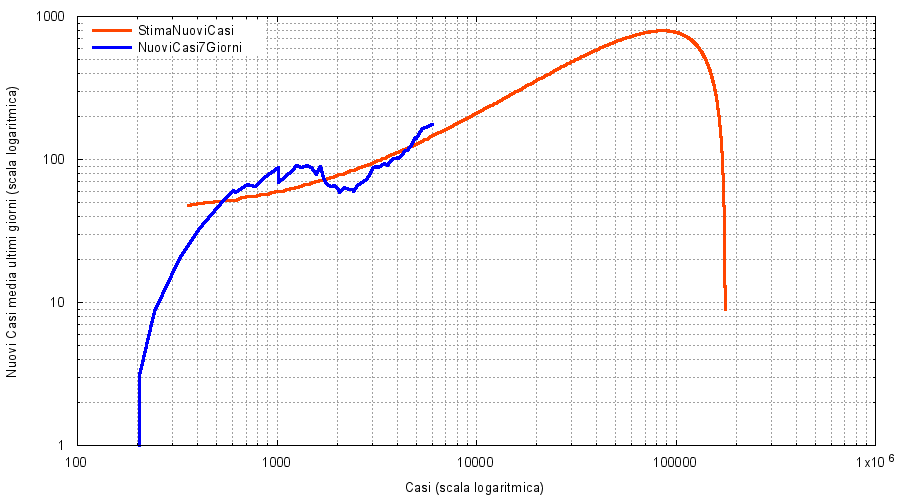 1000
StimaNuoviCasi
NuoviCasi7Giorni
100
10
1
Nuovi Casi media ultimi giorni (scala logaritmica)
100
1000
10000
100000
1x10 6
Casi (scala logaritmica)